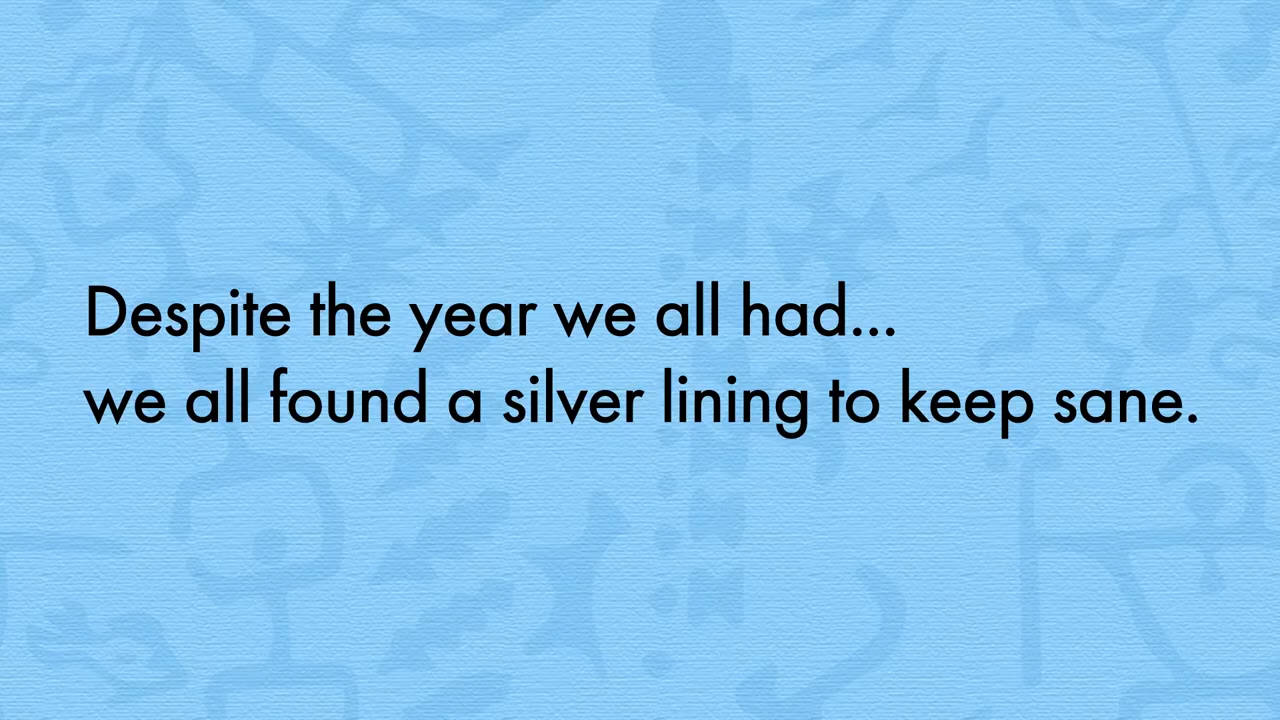 Despite the year we all had...
we all found a silver lining to keep sane.